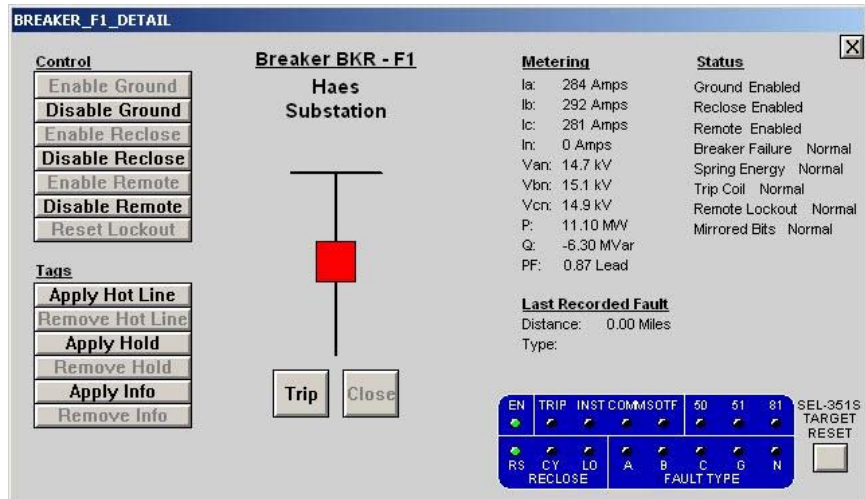 BREAKER_F1_DETAIL
X
Control
Enable Ground
Disable Ground
Enable Reclose
Disable Reclose
Enable Remote
Disable Remote
Reset Lockout
Tags
Apply Hot Line
Remove Hot Line
Apply Hold
Remove Hold
Apply Info
Remove Info
Breaker BKR - F1
Haes
Substation
Trip
Close
Metering
Ia: 284 Amps
Ib: 292 Amps
Ic: 281 Amps
In: 0 Amps
Van: 14.7 kV
Vbn: 15.1 kV
Vcn: 14.9 kV
P: 11.10 MW
Q: -6.30 MVar
PF: 0.87 Lead
Last Recorded Fault
Distance: 0.00 Miles
Type:
Status
Ground Enabled
Reclose Enabled
Remote Enabled
Breaker Failure Normal
Spring Energy Normal
Trip Coil Normal
Remote Lockout Normal
Mirrored Bits Normal
EN TRIP INST COMM SOTF 50 51 81
RS CY LO A B C G N
RECLOSE FAULT TYPE
SEL-351S
TARGET
RESET